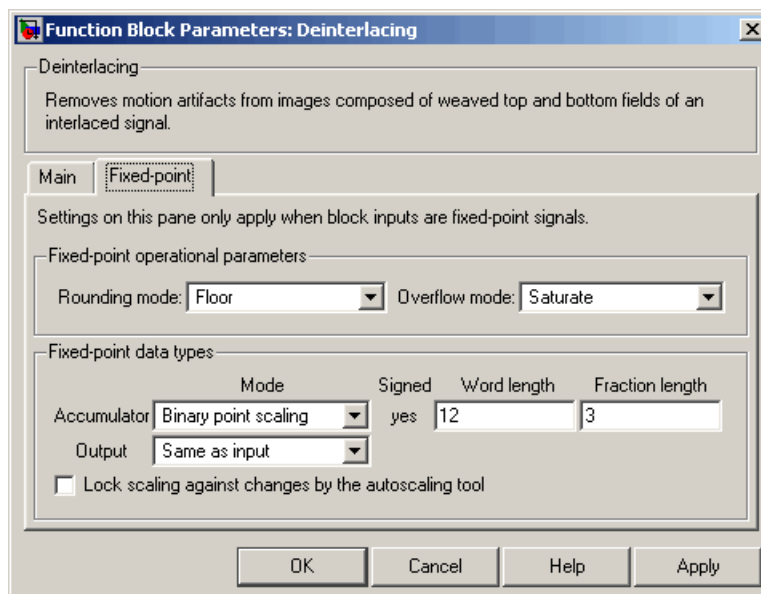 Function Block Parameters: Deinterlacing
Deinterlacing
Removes motion artifacts from images composed of weaved top and bottom fields of an
interlaced signal.
Main Fixed-point
Settings on this pane only apply when block inputs are fixed-point signals.
Fixed-point operational parameters
Rounding mode: Floor Overflow mode: Saturate
Fixed-point data types
Mode Signed Word length Fraction length
Accumulator Binary point scaling yes 12 3
Output Same as input
Lock scaling against changes by the autoscaling tool
OK Cancel Help Apply